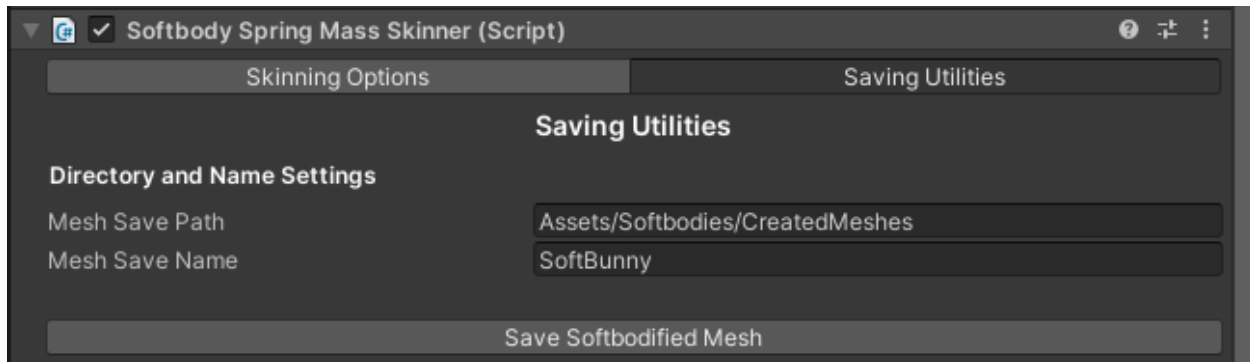 Softbody Spring Mass Skinner (Script)
Skinning Options Saving Utilities
Saving Utilities
Directory and Name Settings
Mesh Save Path Assets/Softbodies/CreatedMeshes
Mesh Save Name SoftBunny
Save Softbodified Mesh